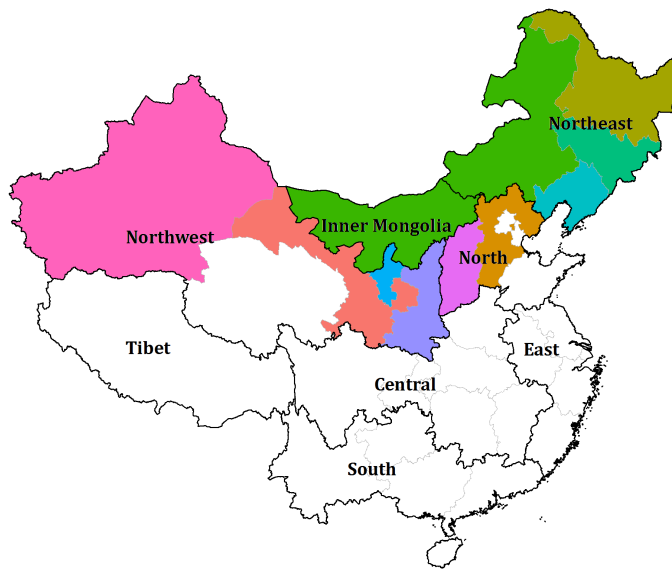 Northeast
Inner Mongolia
Northwest
North
Tibet
East
Central
South